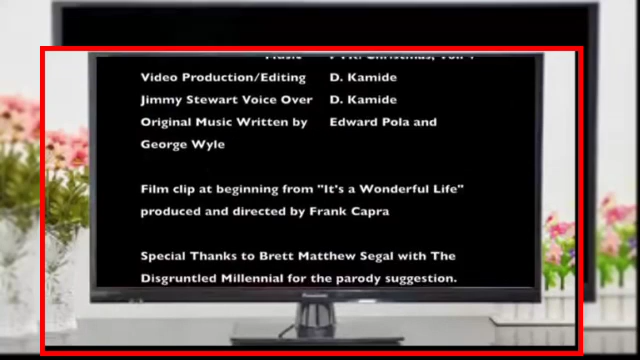 Video Production/Editing D. Kamide
Jimmy Stewart Voice Over D. Kamide
Original Music Written by Edward Pola and
George Wyle
Film clip at beginning from "It's a Wonderful Life"
produced and directed by Frank Capra
Special Thanks to Brett Matthew Segal with The
Disgruntled Millennial for the parody suggestion.